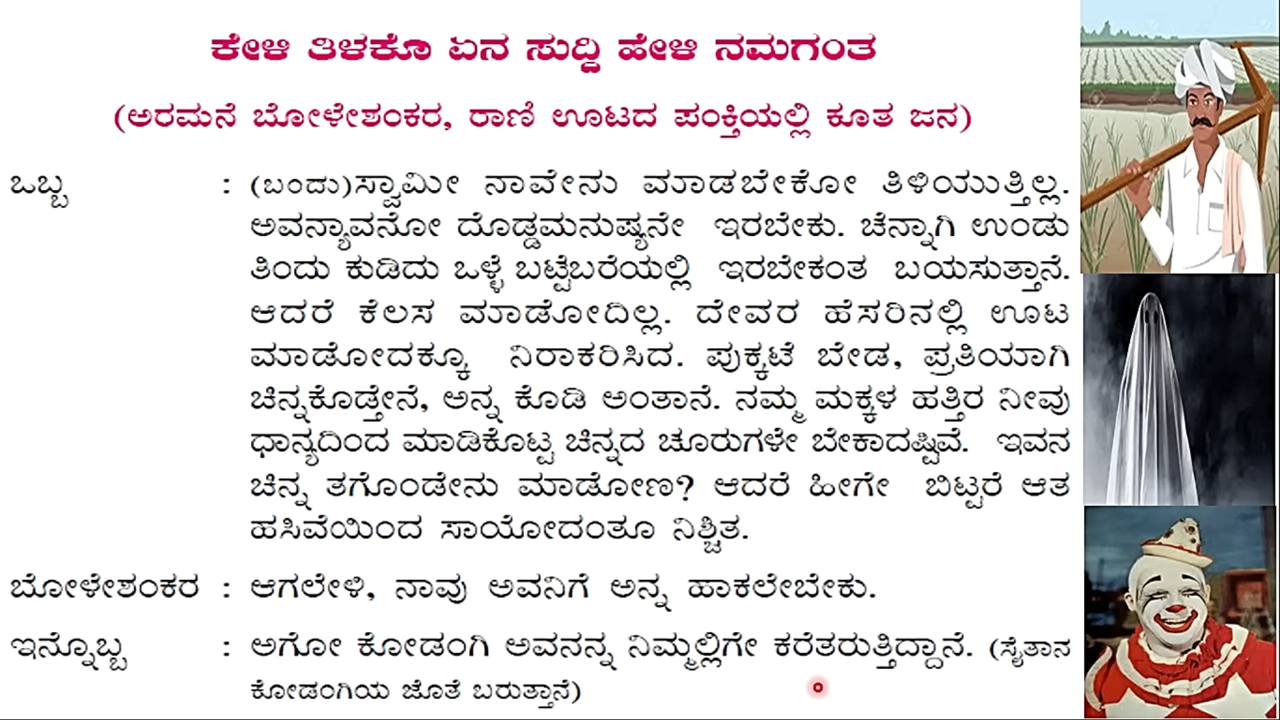 ಕೇಳಿ ತಿಳಕೊ ಏನ ಸುದ್ದಿ ಹೇಳಿ ನಮಗಂತ
(ಅರಮನೆ ಬೋಳೇಶಂಕರ, ರಾಣಿ ಊಟದ ಪಂಕ್ತಿಯಲ್ಲಿ ಕೂತ ಜನ)
ಒಬ್ಬ : (ಬಂದು)ಸ್ವಾಮೀ ನಾವೇನು ಮಾಡಬೇಕೋ ತಿಳಿಯುತ್ತಿಲ್ಲ.
ಅವನ್ಯಾವನೋ ದೊಡ್ಡಮನುಷ್ಯನೇ ಇರಬೇಕು. ಚೆನ್ನಾಗಿ ಉಂಡು
ತಿಂದು ಕುಡಿದು ಒಳ್ಳೆ ಬಟ್ಟೆಬರೆಯಲ್ಲಿ ಇರಬೇಕಂತ ಬಯಸುತ್ತಾನೆ.
ಆದರೆ ಕೆಲಸ ಮಾಡೋದಿಲ್ಲ. ದೇವರ ಹೆಸರಿನಲ್ಲಿ ಊಟ
ಮಾಡೋದಕ್ಕೂ ನಿರಾಕರಿಸಿದ. ಪುಕ್ಕಟೆ ಬೇಡ, ಪ್ರತಿಯಾಗಿ
ಚಿನ್ನಕೊಡ್ತೇನೆ, ಅನ್ನ ಕೊಡಿ ಅಂತಾನೆ. ನಮ್ಮ ಮಕ್ಕಳ ಹತ್ತಿರ ನೀವು
ಧಾನ್ಯದಿಂದ ಮಾಡಿಕೊಟ್ಟ ಚಿನ್ನದ ಚೂರುಗಳೇ ಬೇಕಾದಷ್ಟಿವೆ. ಇವನ
ಚಿನ್ನ ತಗೊಂಡೇನು ಮಾಡೋಣ? ಆದರೆ ಹೀಗೇ ಬಿಟ್ಟರೆ ಆತ
ಹಸಿವೆಯಿಂದ ಸಾಯೋದಂತೂ ನಿಶ್ಚಿತ.
ಬೋಳೇಶಂಕರ : ಆಗಲೇಳಿ, ನಾವು ಅವನಿಗೆ ಅನ್ನ ಹಾಕಲೇಬೇಕು.
ಇನ್ನೊಬ್ಬ : ಅಗೋ ಕೋಡಂಗಿ ಅವನನ್ನ ನಿಮ್ಮಲ್ಲಿಗೇ ಕರೆತರುತ್ತಿದ್ದಾನೆ. (ಸೈತಾನ
ಕೋಡಂಗಿಯ ಜೊತೆ ಬರುತ್ತಾನೆ)